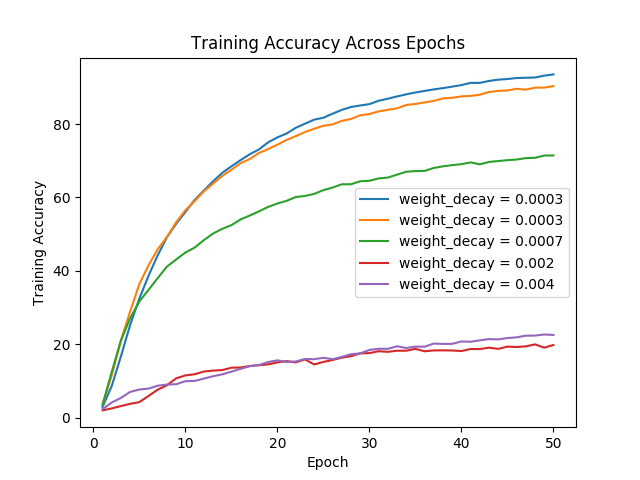 Training Accuracy Across Epochs
Training Accuracy
80
60
40
20
0
weight_decay = 0.0003
weight_decay = 0.0003
weight_decay = 0.0007
weight_decay = 0.002
weight_decay = 0.004
0 10 20 30 40 50
Epoch